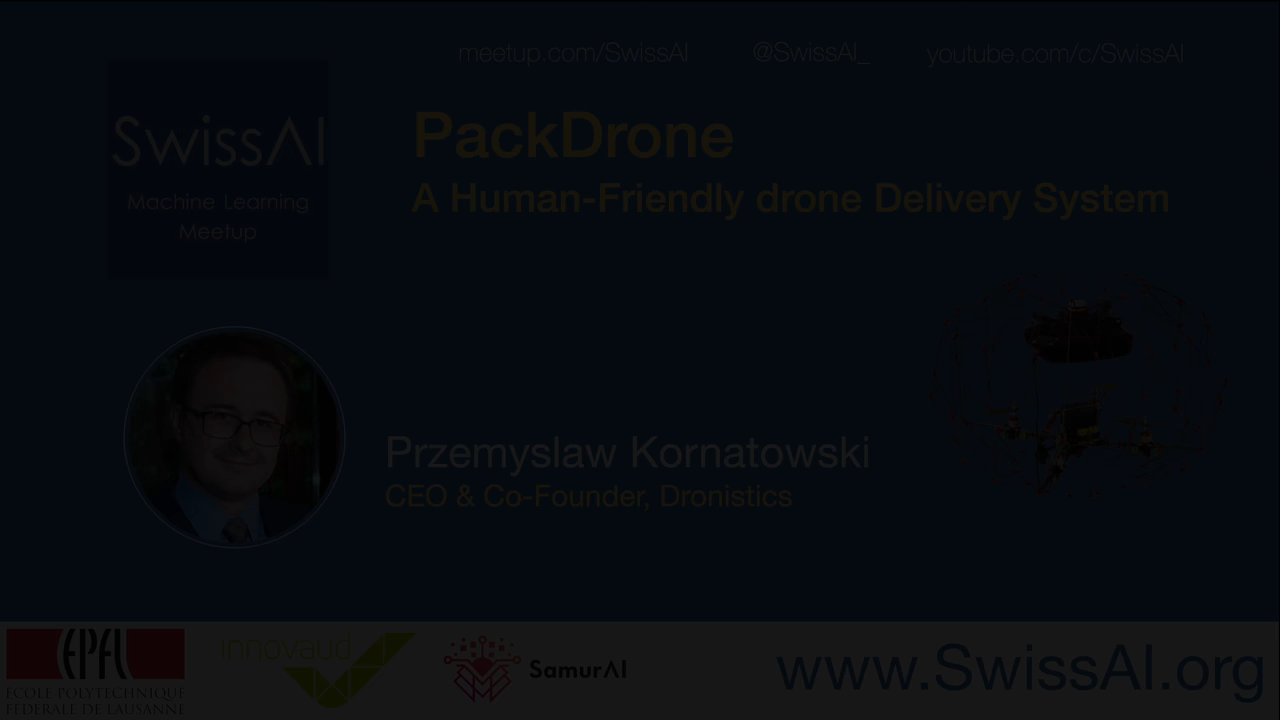 meetup.com/SwissAI @SwissAI_ youtube.com/c/SwissAI
SwissAI
Machine Learning
Meetup
PackDrone
A Human-Friendly drone Delivery System
Przemyslaw Kornatowski
CEO & Co-Founder, Dronistics
EPFL
ÉCOLE POLYTECHNIQUE
FÉDÉRALE DE LAUSANNE
innovaud
SamurAI
www.SwissAI.org